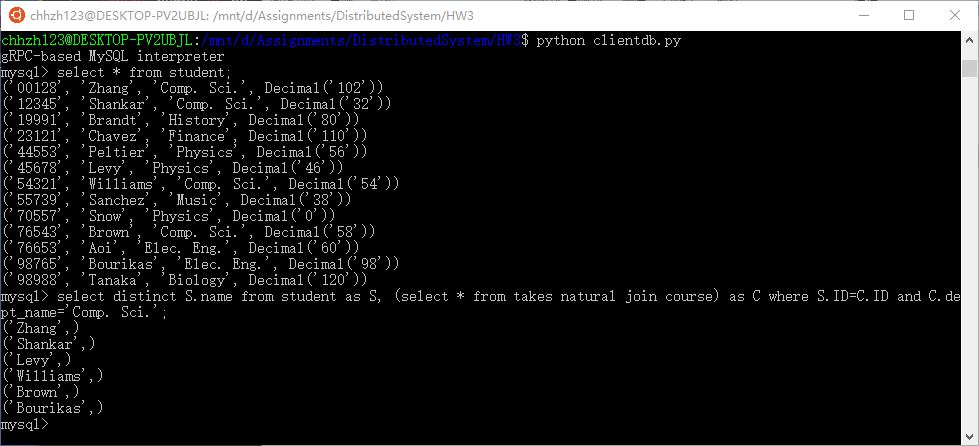 chhzh123@DESKTOP-PV2UBJL: /mnt/d/Assignments/DistributedSystem/HW3
chhzh123@DESKTOP-PV2UBJL:/mnt/d/Assignments/DistributedSystem/HW3$ python clientdb.py
gRPC-based MySQL interpreter
mysql> select * from student;
('00128', 'Zhang', 'Comp. Sci.', Decimal('102'))
('12345', 'Shankar', 'Comp. Sci.', Decimal('32'))
('19991', 'Brandt', 'History', Decimal('80'))
('23121', 'Chavez', 'Finance', Decimal('110'))
('44553', 'Peltier', 'Physics', Decimal('56'))
('45678', 'Levy', 'Physics', Decimal('46'))
('54321', 'Williams', 'Comp. Sci.', Decimal('54'))
('55739', 'Sanchez', 'Music', Decimal('38'))
('70557', 'Snow', 'Physics', Decimal('0'))
('76543', 'Brown', 'Comp. Sci.', Decimal('58'))
('76653', 'Aoi', 'Elec. Eng.', Decimal('60'))
('98765', 'Bourikas', 'Elec. Eng.', Decimal('98'))
('98988', 'Tanaka', 'Biology', Decimal('120'))
mysql> select distinct S.name from student as S, (select * from takes natural join course) as C where S.ID=C.ID and C.de
pt_name='Comp. Sci.';
('Zhang',)
('Shankar',)
('Levy',)
('Williams',)
('Brown',)
('Bourikas',)
mysql>